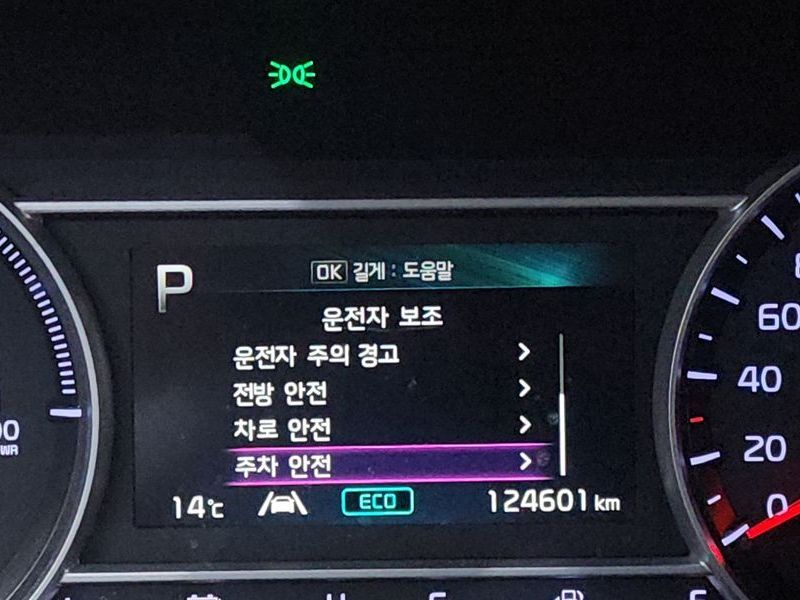 P
OK 길게 : 도움말
운전자 보조
운전자 주의 경고 >
전방 안전 >
차로 안전 >
주차 안전 >
14℃ ECO 124601 km
60
40
20
0